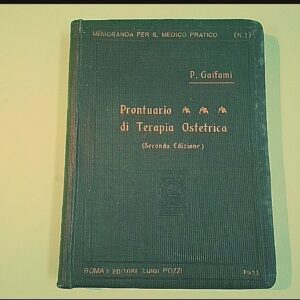 MEMORANDA PER IL MEDICO PRATICO (N. 1)
P. Gaifami
Prontuario
di Terapia Ostetrica
(Seconda Edizione)
ROMA EDITORE LUIGI POZZI 1923